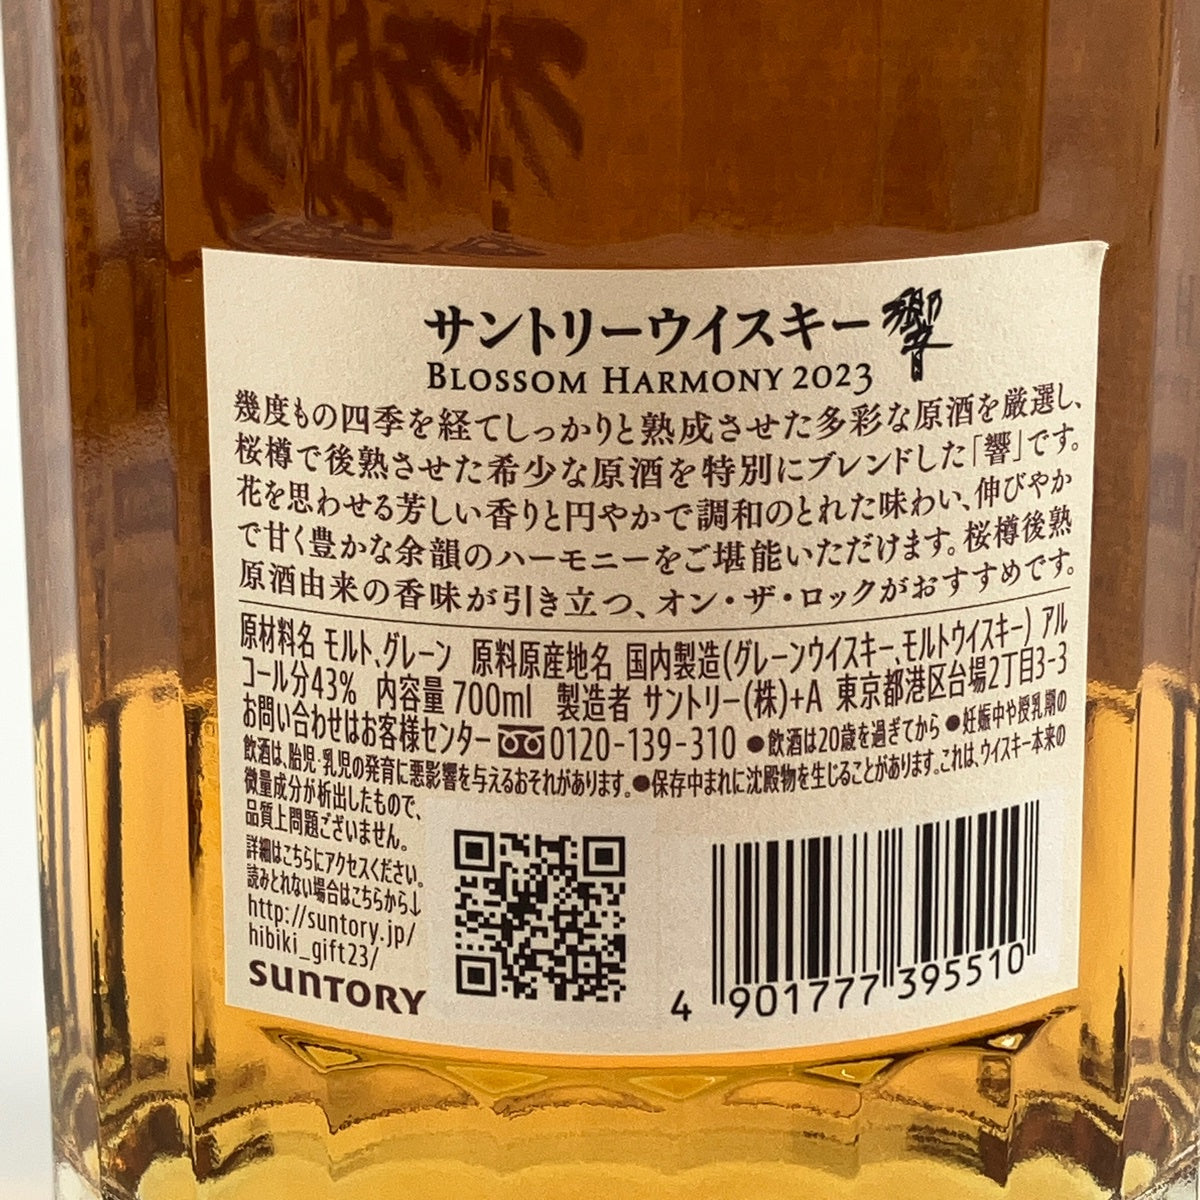 サントリーウイスキー 響
BLOSSOM HARMONY 2023
幾度もの四季を経てしっかりと熟成させた多彩な原酒を厳選し、
桜樽で後熟させた希少な原酒を特別にブレンドした「響」です。
花を思わせる芳しい香りと円やかで調和のとれた味わい、伸びやか
で甘く豊かな余韻のハーモニーをご堪能いただけます。桜樽後熟
原酒由来の香味が引き立つ、オン・ザ・ロックがおすすめです。
原材料名 モルト、グレーン 原料原産地名 国内製造(グレーンウイスキー、モルトウイスキー) アル
コール分43% 内容量 700ml 製造者 サントリー(株)+A 東京都港区台場2丁目3-3
お問い合わせはお客様センター 0120-139-310 ●飲酒は20歳を過ぎてから ●妊娠中や授乳期の
飲酒は、胎児・乳児の発育に悪影響を与えるおそれがあります。●保存中まれに沈殿物を生じることがあります。これは、ウイスキー本来の
微量成分が析出したもので、
品質上問題ございません。
詳細はこちらにアクセスください。
読みとれない場合はこちらから↓
http://suntory.jp/
hibiki_gift23/
SUNTORY
4 901777 395510